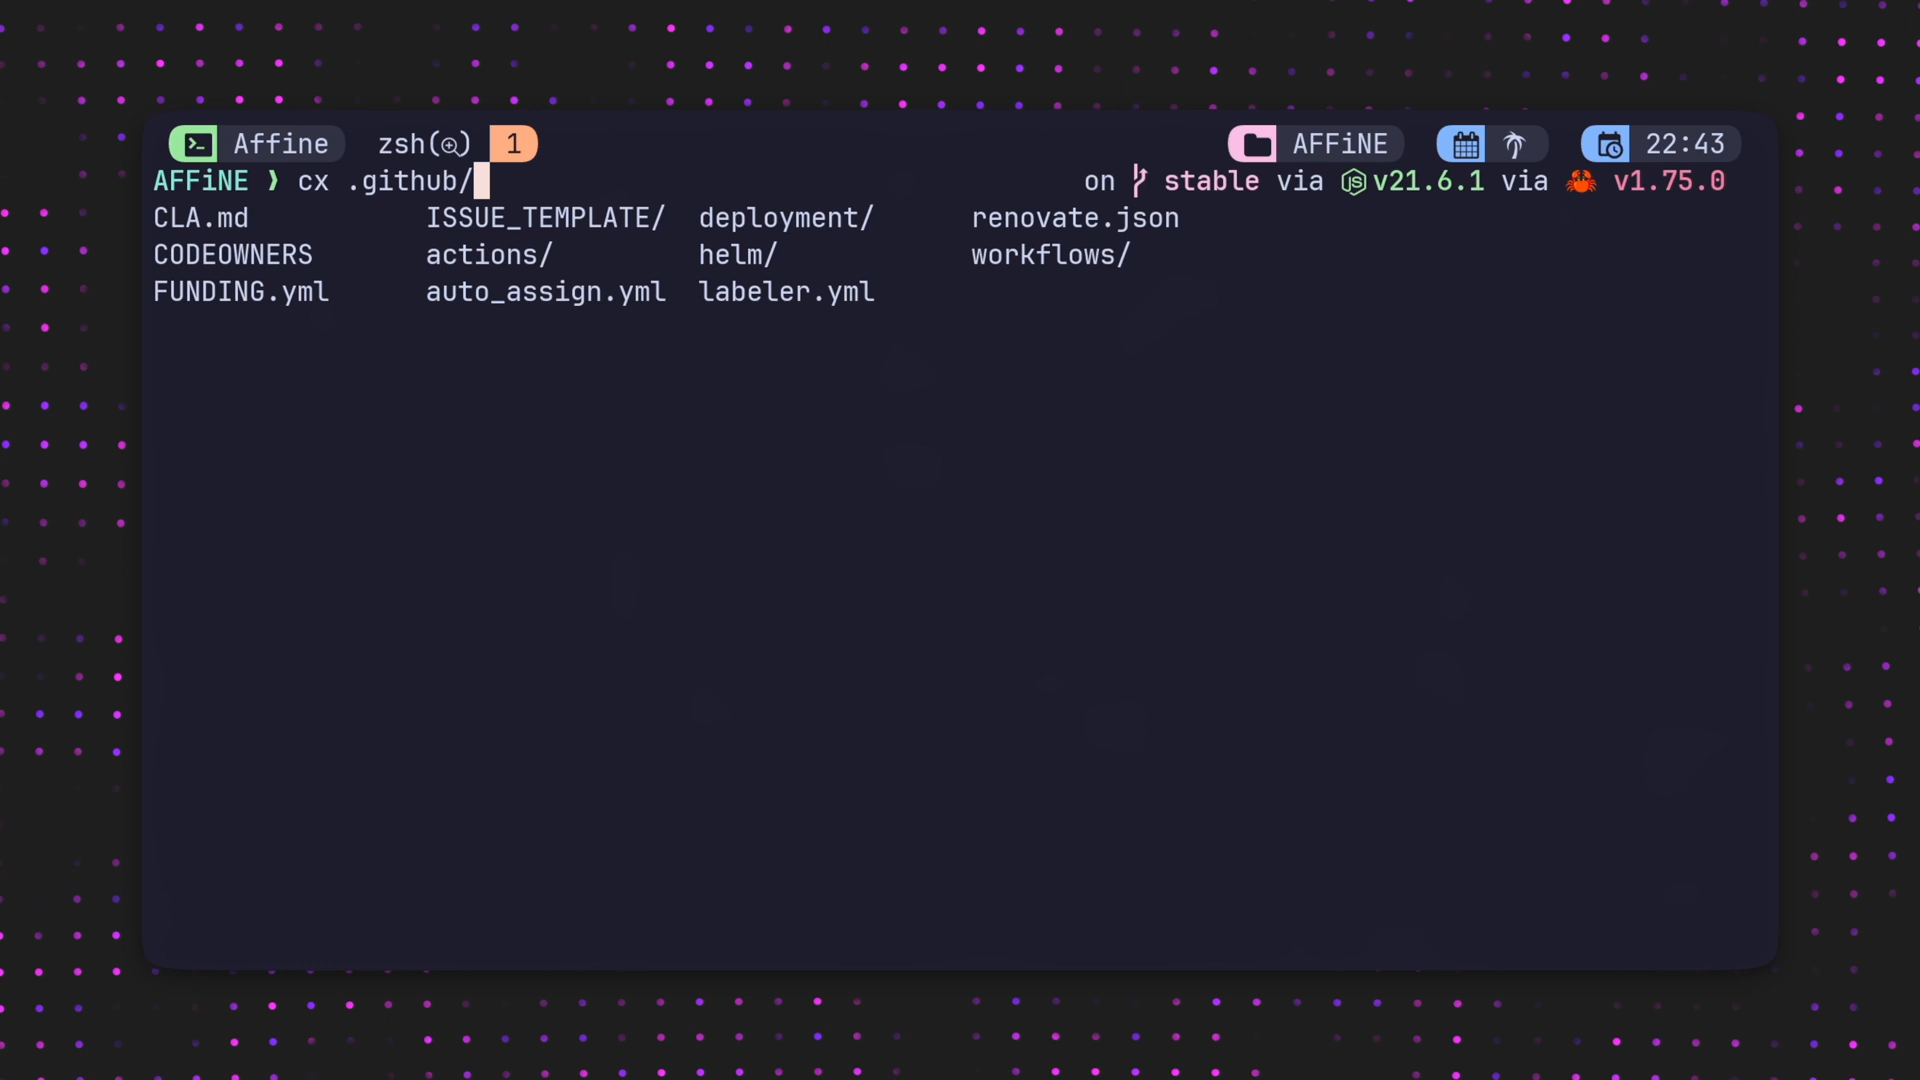 Affine zsh() 1 AFFiNE 22:43
AFFiNE ❯ cx .github/ on stable via JS v21.6.1 via 🦀 v1.75.0
CLA.md ISSUE_TEMPLATE/ deployment/ renovate.json
CODEOWNERS actions/ helm/ workflows/
FUNDING.yml auto_assign.yml labeler.yml